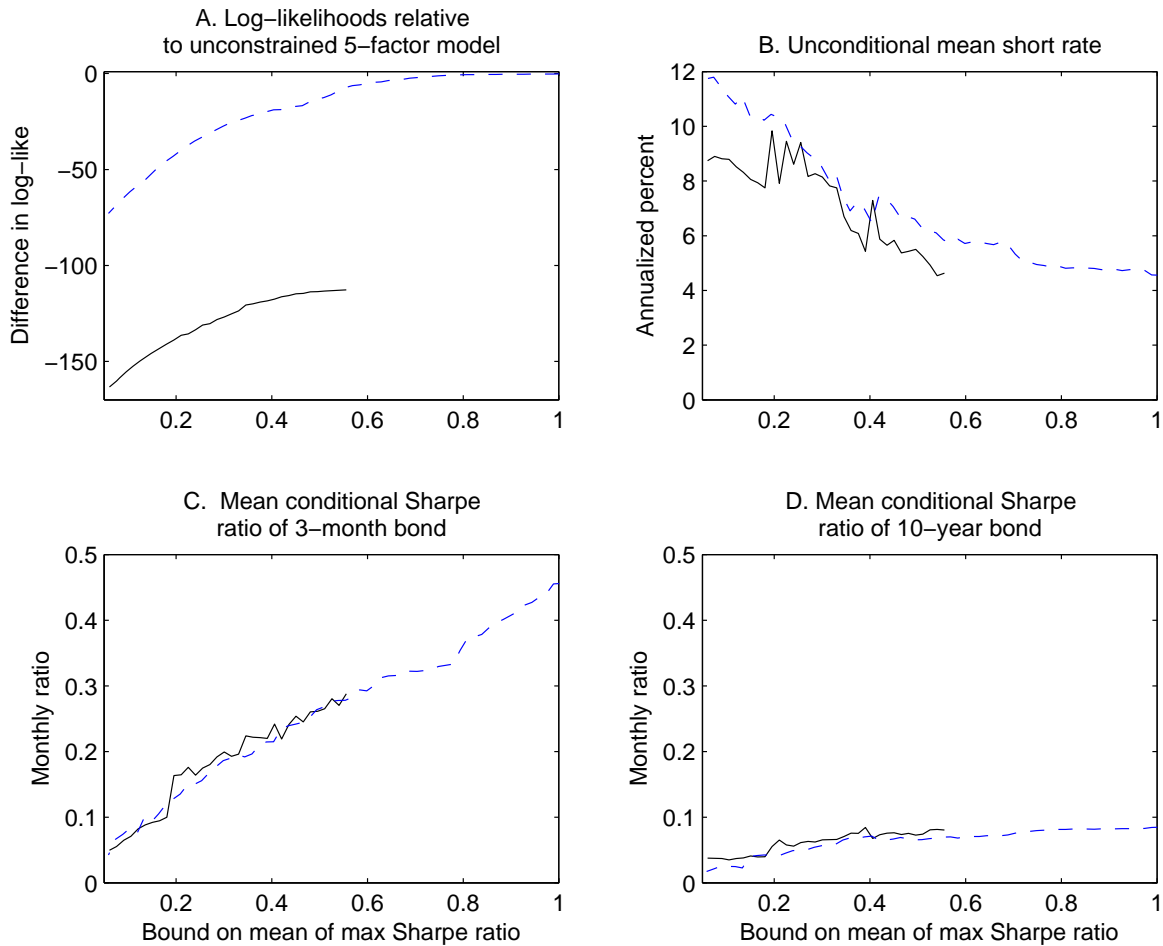 A. Log−likelihoods relative
to unconstrained 5−factor model
Difference in log−like
0
−50
−100
−150
0.2 0.4 0.6 0.8 1
B. Unconditional mean short rate
Annualized percent
12
10
8
6
4
2
0
0.2 0.4 0.6 0.8 1
C. Mean conditional Sharpe
ratio of 3−month bond
Monthly ratio
0.5
0.4
0.3
0.2
0.1
0
0.2 0.4 0.6 0.8 1
Bound on mean of max Sharpe ratio
D. Mean conditional Sharpe
ratio of 10−year bond
Monthly ratio
0.5
0.4
0.3
0.2
0.1
0
0.2 0.4 0.6 0.8 1
Bound on mean of max Sharpe ratio